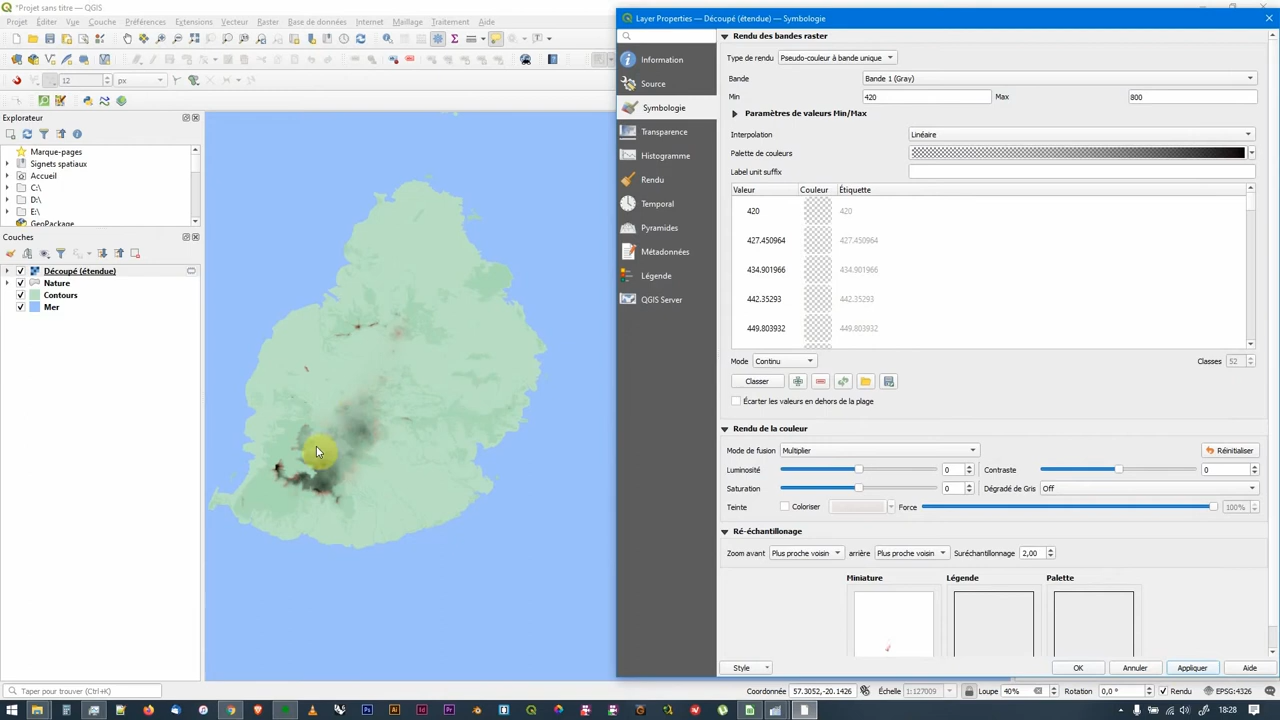 *Projet sans titre — QGIS
Projet Éditer Vue Couche Préférences Extensions Vecteur Raster Base de données Internet Maillage Traitement Aide
12 px
Explorateur
Marque-pages
Signets spatiaux
Accueil
C:\
D:\
E:\
GeoPackage
Couches
Découpé (étendue)
Nature
Contours
Mer
Layer Properties — Découpé (étendue) — Symbologie
Information
Source
Symbologie
Transparence
Histogramme
Rendu
Temporal
Pyramides
Métadonnées
Légende
QGIS Server
Rendu des bandes raster
Type de rendu Pseudo-couleur à bande unique
Bande Bande 1 (Gray)
Min 420 Max 800
Paramètres de valeurs Min/Max
Interpolation Linéaire
Palette de couleurs
Label unit suffix
Valeur Couleur Étiquette
420 420
427.450964 427.450964
434.901966 434.901966
442.35293 442.35293
449.803932 449.803932
Mode Continu Classes 52
Classer
Écarter les valeurs en dehors de la plage
Rendu de la couleur
Mode de fusion Multiplier Réinitialiser
Luminosité 0 Contraste 0
Saturation 0 Dégradé de Gris Off
Teinte Coloriser Force 100%
Ré-échantillonage
Zoom avant Plus proche voisin arrière Plus proche voisin Suréchantillonage 2,00
Miniature Légende Palette
Style OK Annuler Appliquer Aide
Taper pour trouver (Ctrl+K) Coordonnée 57.3052,-20.1426 Échelle 1:127009 Loupe 40% Rotation 0,0 ° Rendu EPSG:4326
18:28